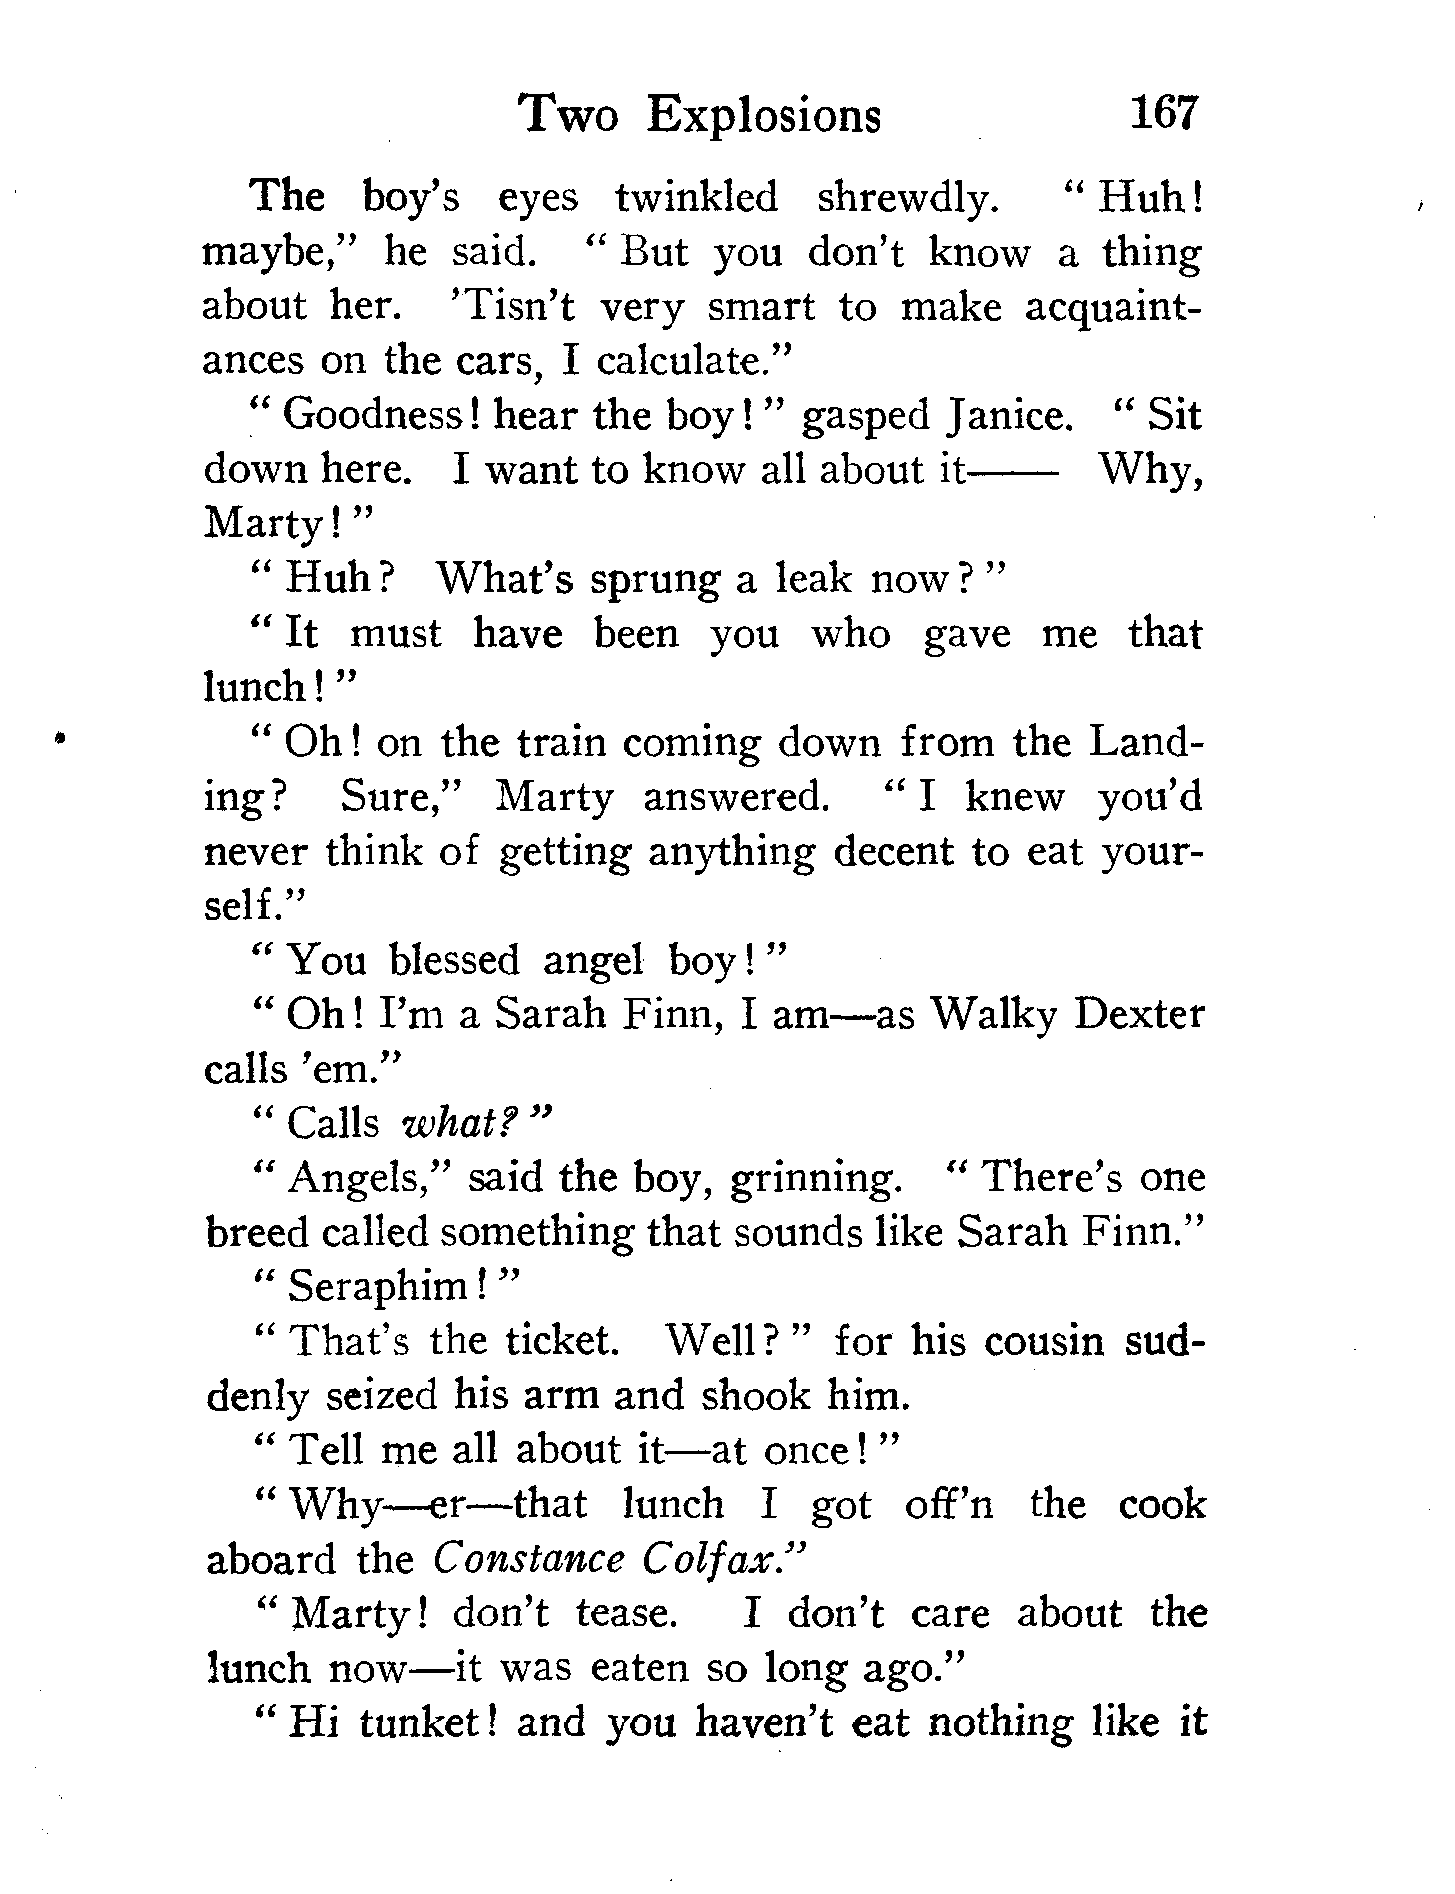 Two Explosions 167
The boy's eyes twinkled shrewdly. “ Huh!
maybe,” he said. “ But you don't know a thing
about her. 'Tisn't very smart to make acquaint-
ances on the cars, I calculate.”
“ Goodness! hear the boy! ” gasped Janice. “ Sit
down here. I want to know all about it—— Why,
Marty! ”
“ Huh? What's sprung a leak now? ”
“ It must have been you who gave me that
lunch! ”
“ Oh! on the train coming down from the Land-
ing? Sure,” Marty answered. “ I knew you'd
never think of getting anything decent to eat your-
self.”
“ You blessed angel boy! ”
“ Oh! I'm a Sarah Finn, I am—as Walky Dexter
calls 'em.”
“ Calls what? ”
“ Angels,” said the boy, grinning. “ There's one
breed called something that sounds like Sarah Finn.”
“ Seraphim! ”
“ That's the ticket. Well? ” for his cousin sud-
denly seized his arm and shook him.
“ Tell me all about it—at once! ”
“ Why—er—that lunch I got off'n the cook
aboard the Constance Colfax.”
“ Marty! don't tease. I don't care about the
lunch now—it was eaten so long ago.”
“ Hi tunket! and you haven't eat nothing like it